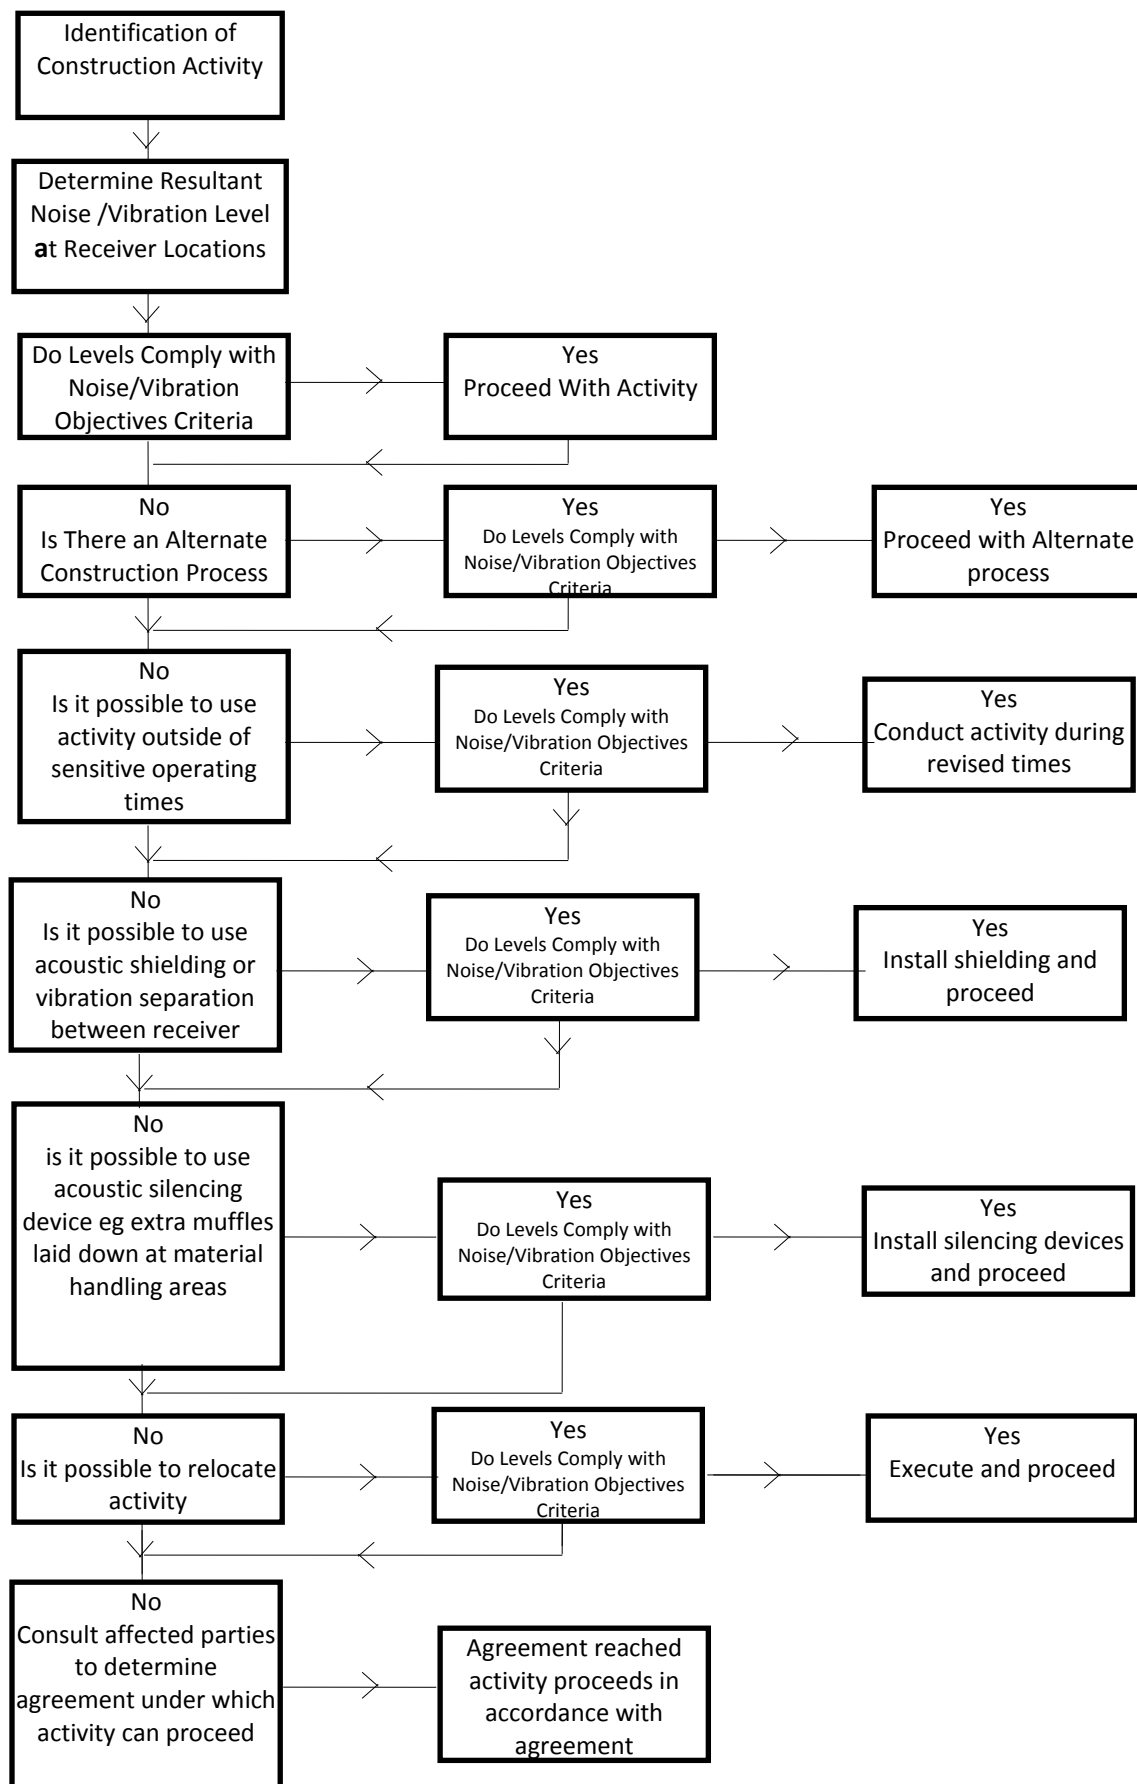 Identification of
Construction Activity
Determine Resultant
Noise /Vibration Level
at Receiver Locations
Do Levels Comply with
Noise/Vibration
Objectives Criteria
Yes
Proceed With Activity
No
Is There an Alternate
Construction Process
Yes
Do Levels Comply with
Noise/Vibration Objectives
Criteria
Yes
Proceed with Alternate
process
No
Is it possible to use
activity outside of
sensitive operating
times
Yes
Do Levels Comply with
Noise/Vibration Objectives
Criteria
Yes
Conduct activity during
revised times
No
Is it possible to use
acoustic shielding or
vibration separation
between receiver
Yes
Do Levels Comply with
Noise/Vibration Objectives
Criteria
Yes
Install shielding and
proceed
No
is it possible to use
acoustic silencing
device eg extra muffles
laid down at material
handling areas
Yes
Do Levels Comply with
Noise/Vibration Objectives
Criteria
Yes
Install silencing devices
and proceed
No
Is it possible to relocate
activity
Yes
Do Levels Comply with
Noise/Vibration Objectives
Criteria
Yes
Execute and proceed
No
Consult affected parties
to determine
agreement under which
activity can proceed
Agreement reached
activity proceeds in
accordance with
agreement